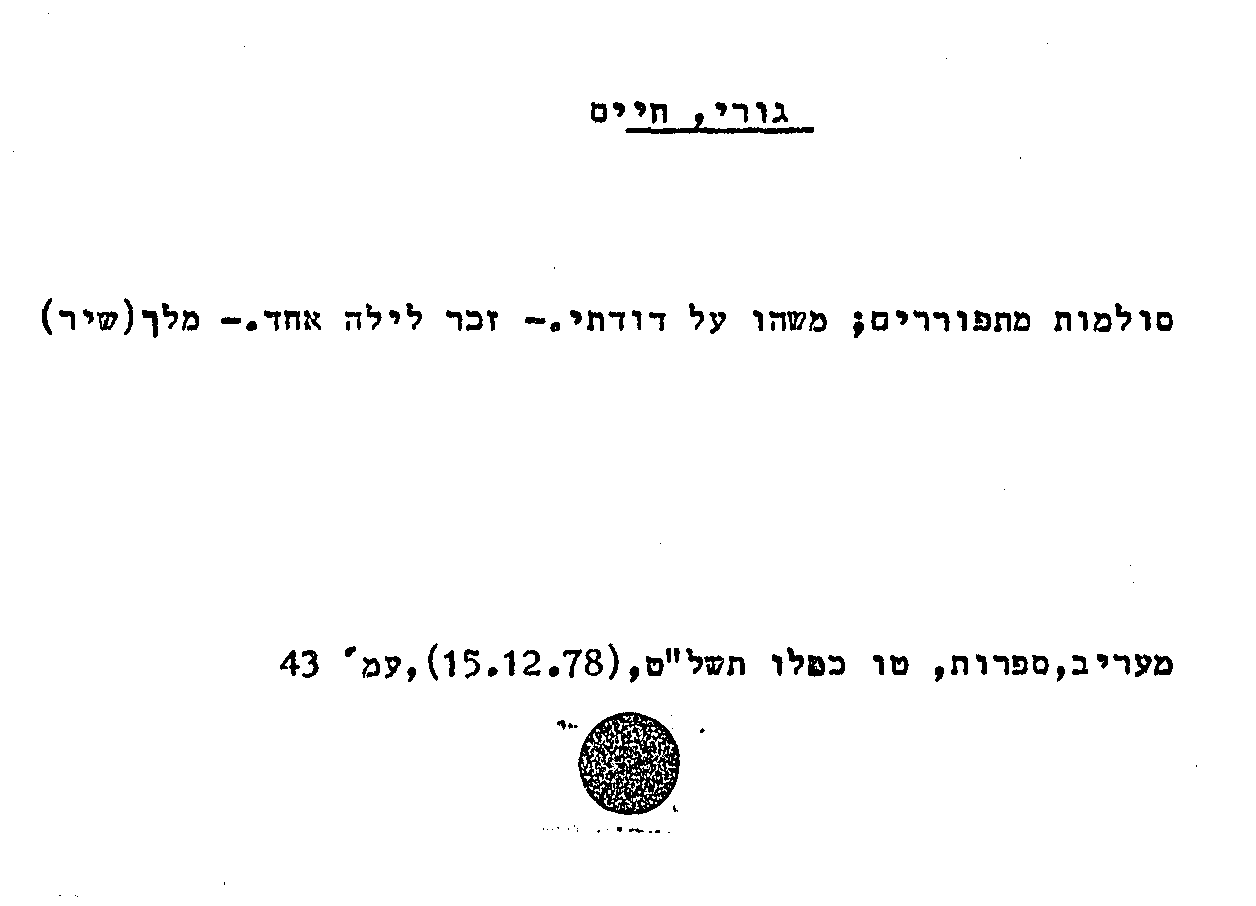 גורי, חיים
סולמות מתפוררים; משהו על דודתי.- זכר לילה אחד.- מלך(שיר)
מעריב,ספרות, טו כסלו תשל"ט,(15.12.78),עמ' 43